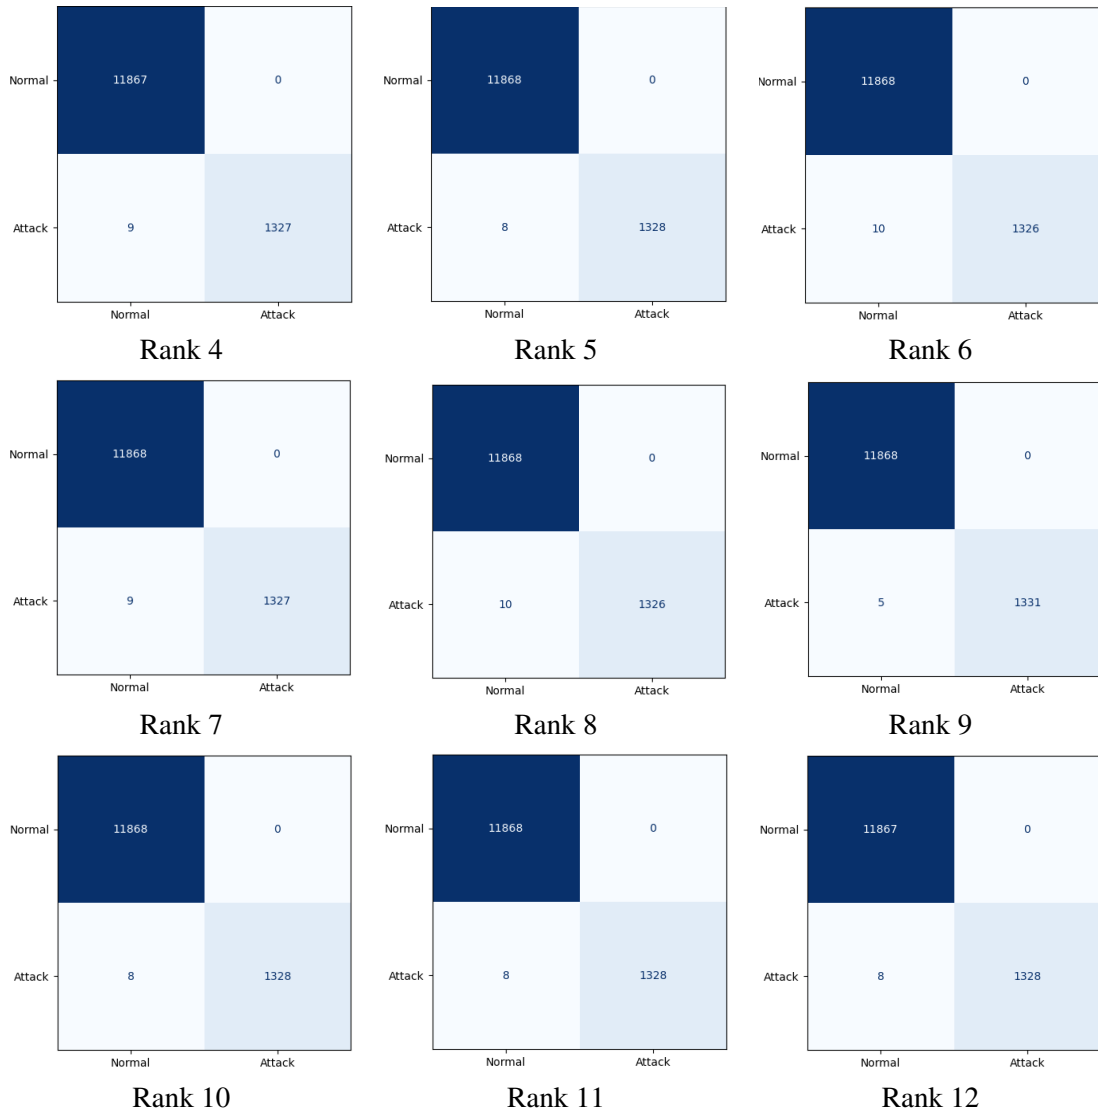 Normal 11867 0
Attack 9 1327
Normal Attack
Rank 4
Normal 11868 0
Attack 8 1328
Normal Attack
Rank 5
Normal 11868 0
Attack 10 1326
Normal Attack
Rank 6
Normal 11868 0
Attack 9 1327
Normal Attack
Rank 7
Normal 11868 0
Attack 10 1326
Normal Attack
Rank 8
Normal 11868 0
Attack 5 1331
Normal Attack
Rank 9
Normal 11868 0
Attack 8 1328
Normal Attack
Rank 10
Normal 11868 0
Attack 8 1328
Normal Attack
Rank 11
Normal 11867 0
Attack 8 1328
Normal Attack
Rank 12